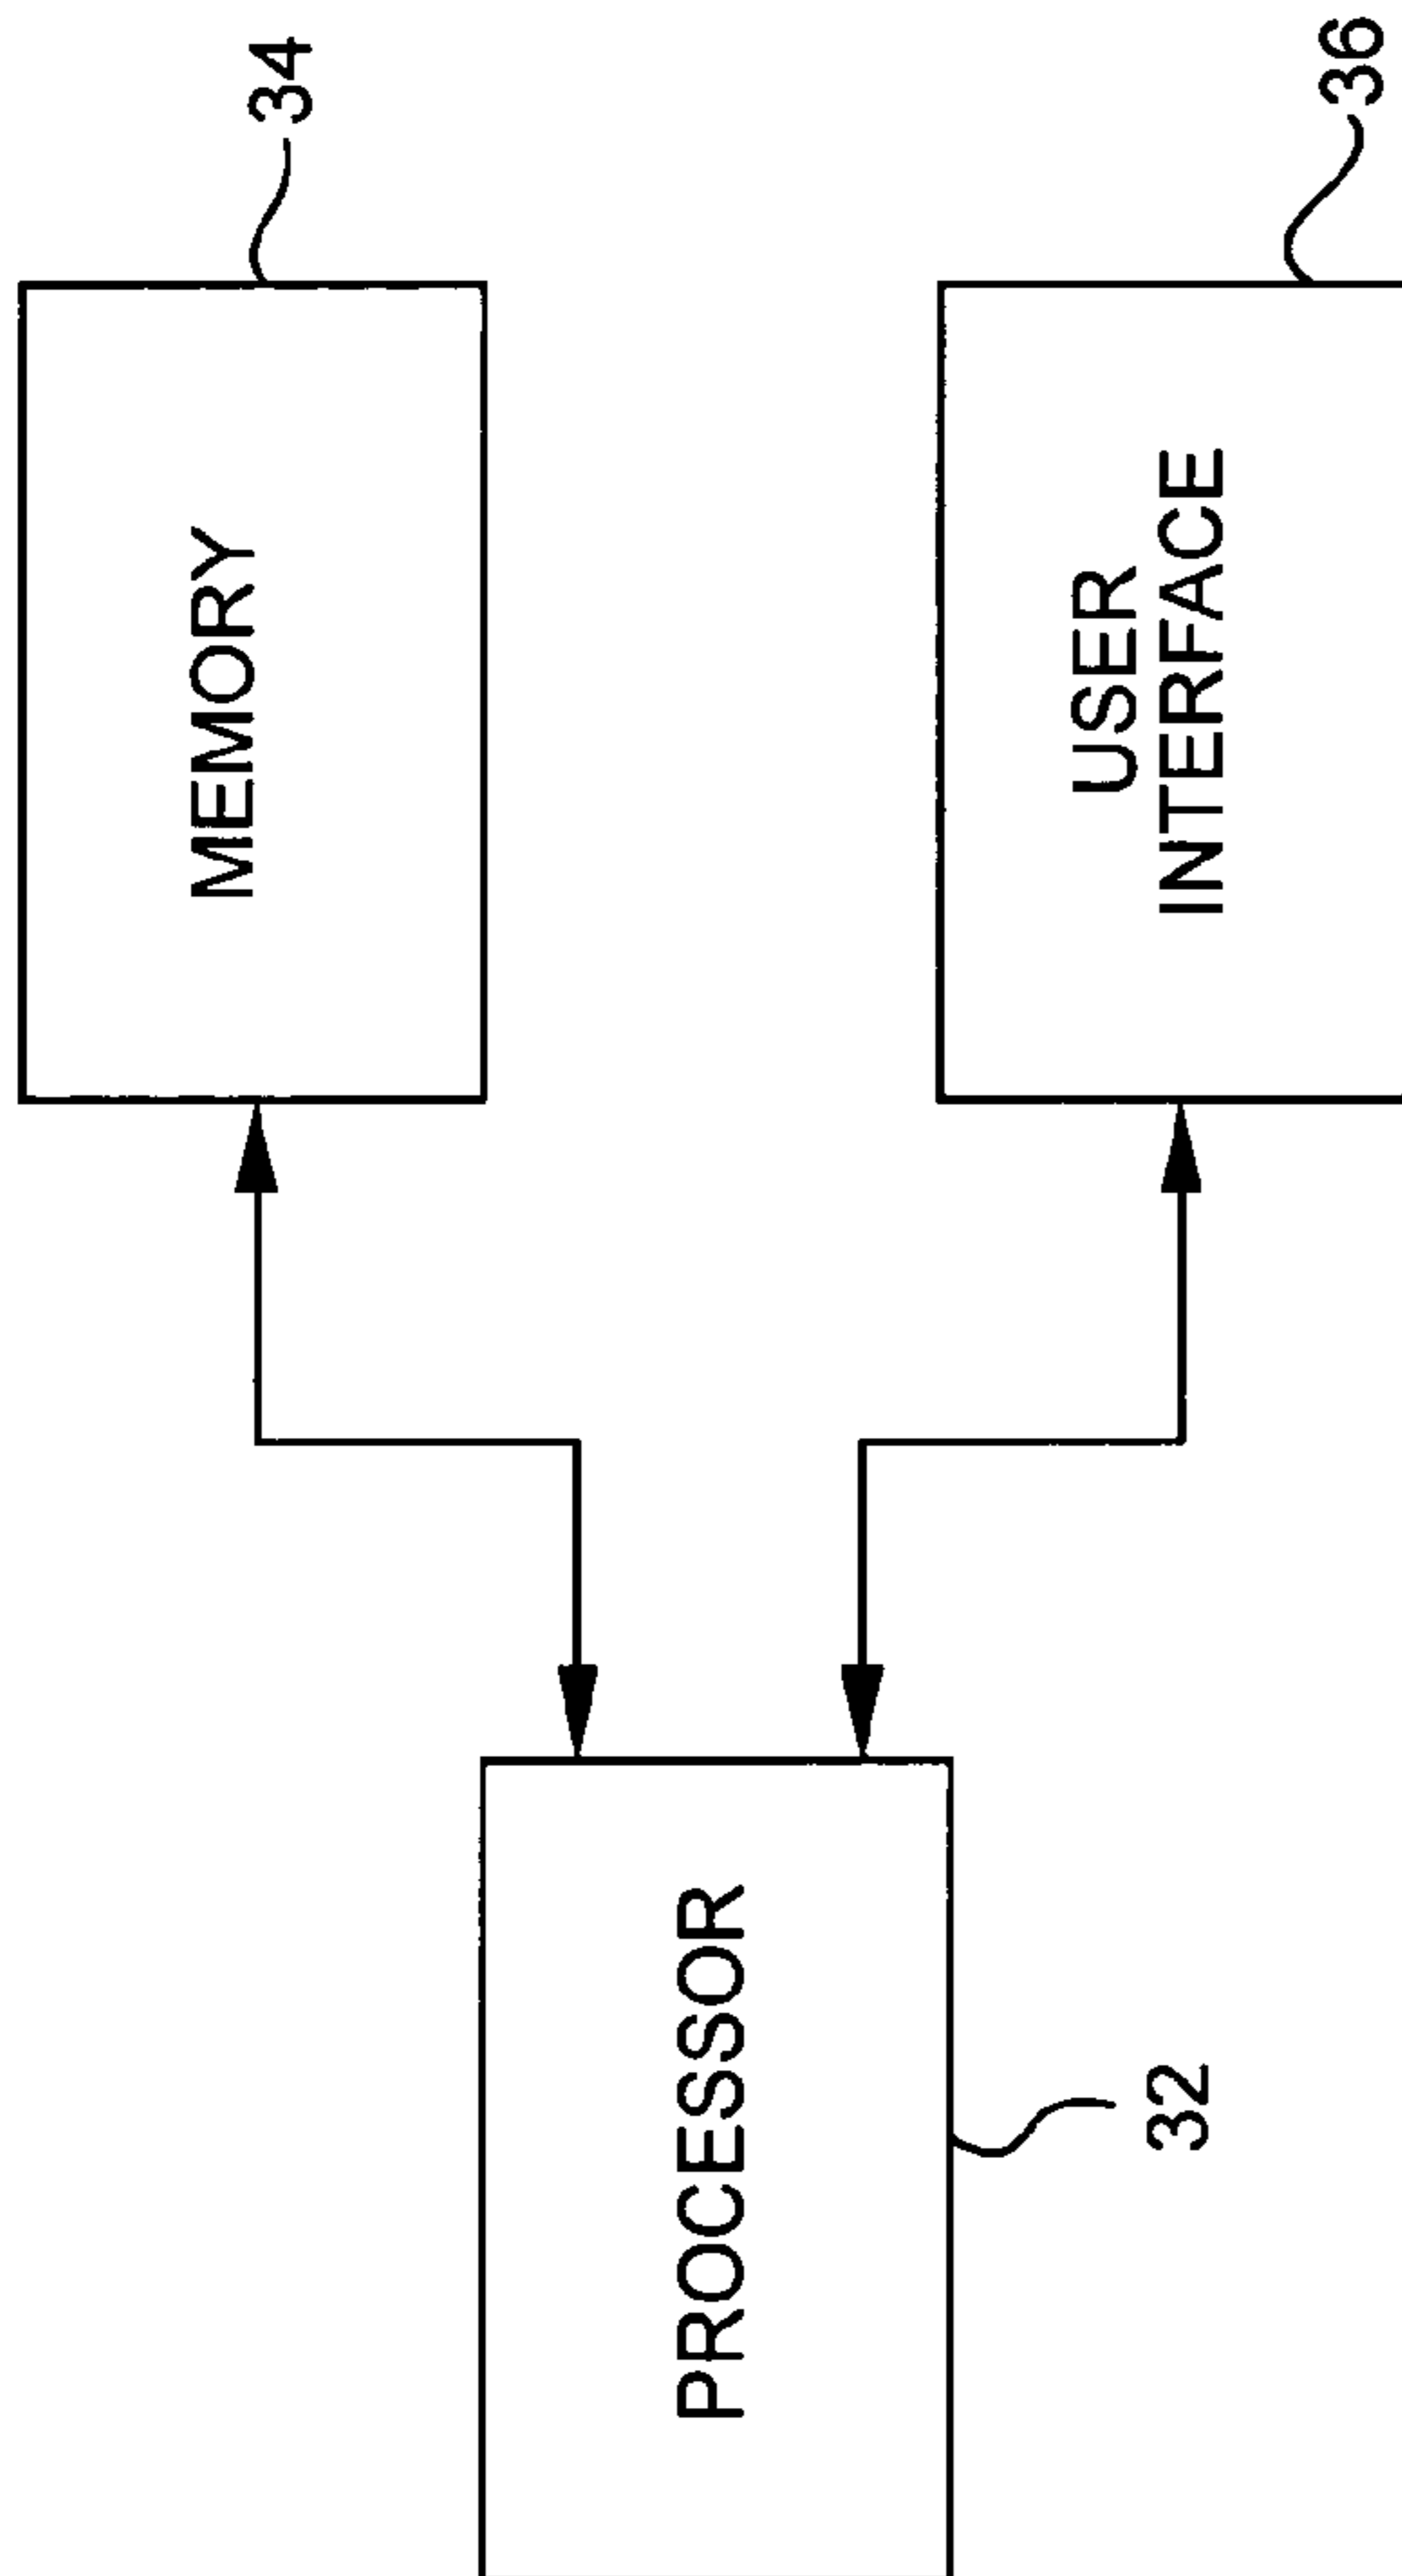 MEMORY
34
PROCESSOR
32
USER
INTERFACE
36